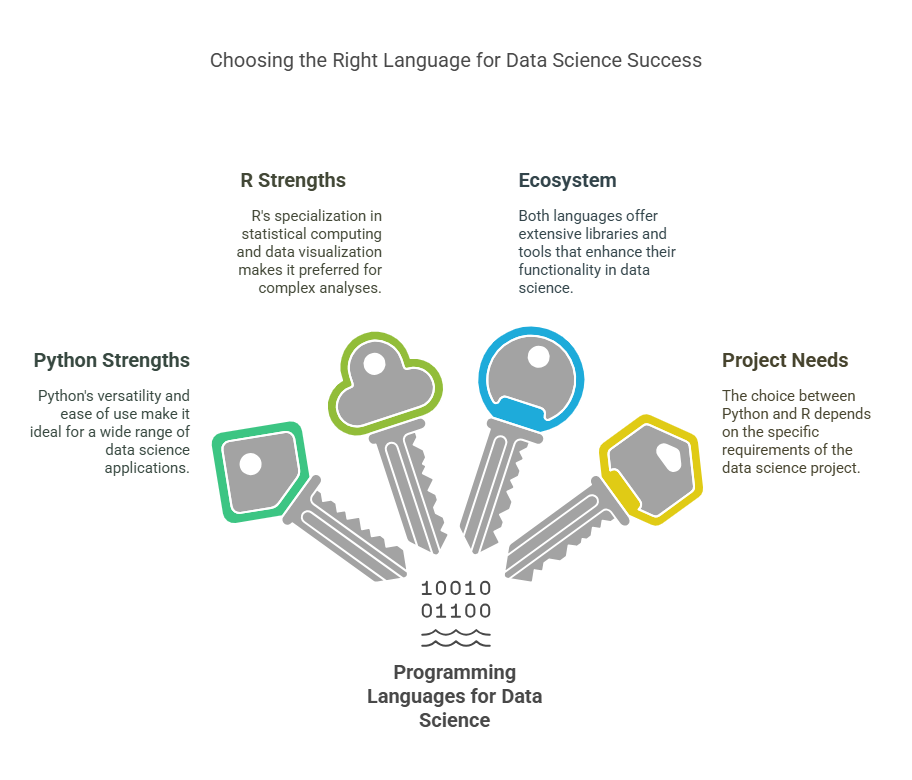 Choosing the Right Language for Data Science Success
R Strengths
R's specialization in
statistical computing
and data visualization
makes it preferred for
complex analyses.
Ecosystem
Both languages offer
extensive libraries and
tools that enhance their
functionality in data
science.
Python Strengths
Python's versatility and
ease of use make it
ideal for a wide range of
data science
applications.
Project Needs
The choice between
Python and R depends
on the specific
requirements of the
data science project.
10010
01100
Programming
Languages for Data
Science